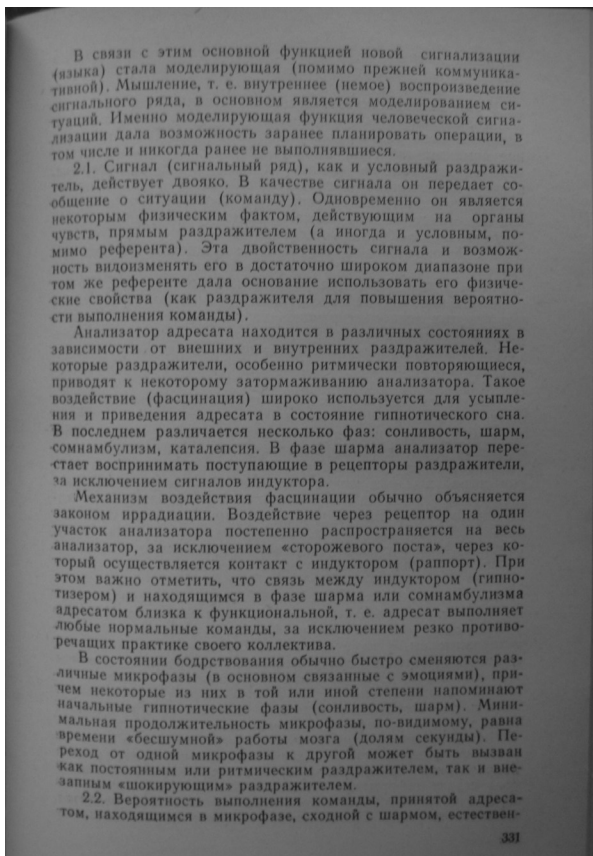 В связи с этим основной функцией новой сигнализации
(языка) стала моделирующая (помимо прежней коммуника-
тивной). Мышление, т. е. внутреннее (немое) воспроизведение
сигнального ряда, в основном является моделированием си-
туаций. Именно моделирующая функция человеческой сигна-
лизации дала возможность заранее планировать операции, в
том числе и никогда ранее не выполнявшиеся.
2.1. Сигнал (сигнальный ряд), как и условный раздражи-
тель, действует двояко. В качестве сигнала он передает со-
общение о ситуации (команду). Одновременно он является
некоторым физическим фактом, действующим на органы
чувств, прямым раздражителем (а иногда и условным, по-
мимо референта). Эта двойственность сигнала и возмож-
ность видоизменять его в достаточно широком диапазоне при
том же референте дала основание использовать его физиче-
ские свойства (как раздражителя для повышения вероятно-
сти выполнения команды).
Анализатор адресата находится в различных состояниях в
зависимости от внешних и внутренних раздражителей. Не-
которые раздражители, особенно ритмически повторяющиеся,
приводят к некоторому затормаживанию анализатора. Такое
воздействие (фасцинация) широко используется для усыпле-
ния и приведения адресата в состояние гипнотического сна.
В последнем различается несколько фаз: сонливость, шарм,
сомнамбулизм, каталепсия. В фазе шарма анализатор пере-
стает воспринимать поступающие в рецепторы раздражители,
за исключением сигналов индуктора.
Механизм воздействия фасцинации обычно объясняется
законом иррадиации. Воздействие через рецептор на один
участок анализатора постепенно распространяется на весь
анализатор, за исключением «сторожевого поста», через ко-
торый осуществляется контакт с индуктором (раппорт). При
этом важно отметить, что связь между индуктором (гипно-
тизером) и находящимся в фазе шарма или сомнамбулизма
адресатом близка к функциональной, т. е. адресат выполняет
любые нормальные команды, за исключением резко противо-
речащих практике своего коллектива.
В состоянии бодрствования обычно быстро сменяются раз-
личные микрофазы (в основном связанные с эмоциями), при-
чем некоторые из них в той или иной степени напоминают
начальные гипнотические фазы (сонливость, шарм). Мини-
мальная продолжительность микрофазы, по-видимому, равна
времени «бесшумной» работы мозга (долям секунды). Пе-
реход от одной микрофазы к другой может быть вызван
как постоянным или ритмическим раздражителем, так и вне-
запным «шокирующим» раздражителем.
2.2. Вероятность выполнения команды, принятой адреса-
том, находящимся в микрофазе, сходной с шармом, естествен-
331